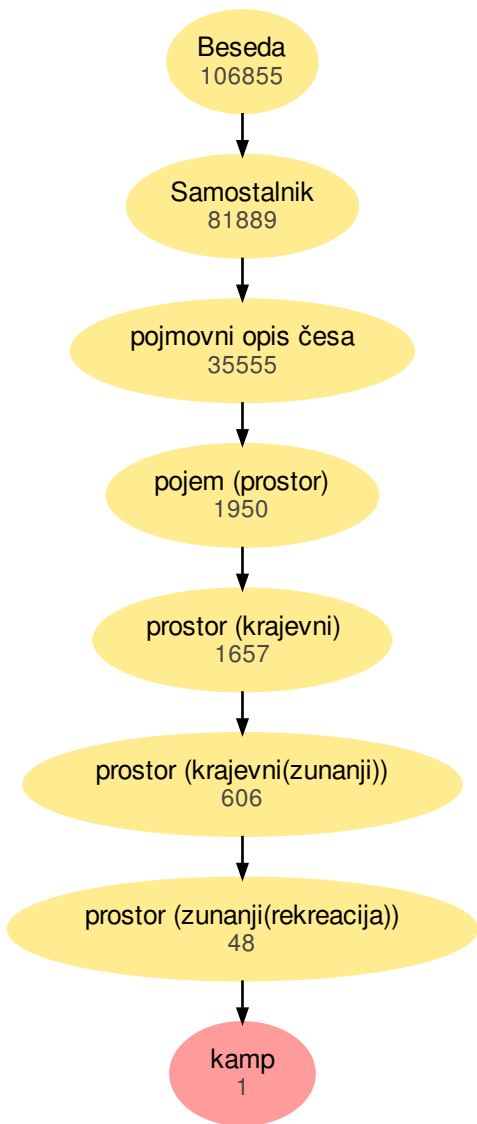 Beseda
106855
Samostalnik
81889
pojmovni opis česa
35555
pojem (prostor)
1950
prostor (krajevni)
1657
prostor (krajevni(zunanji))
606
prostor (zunanji(rekreacija))
48
kamp
1